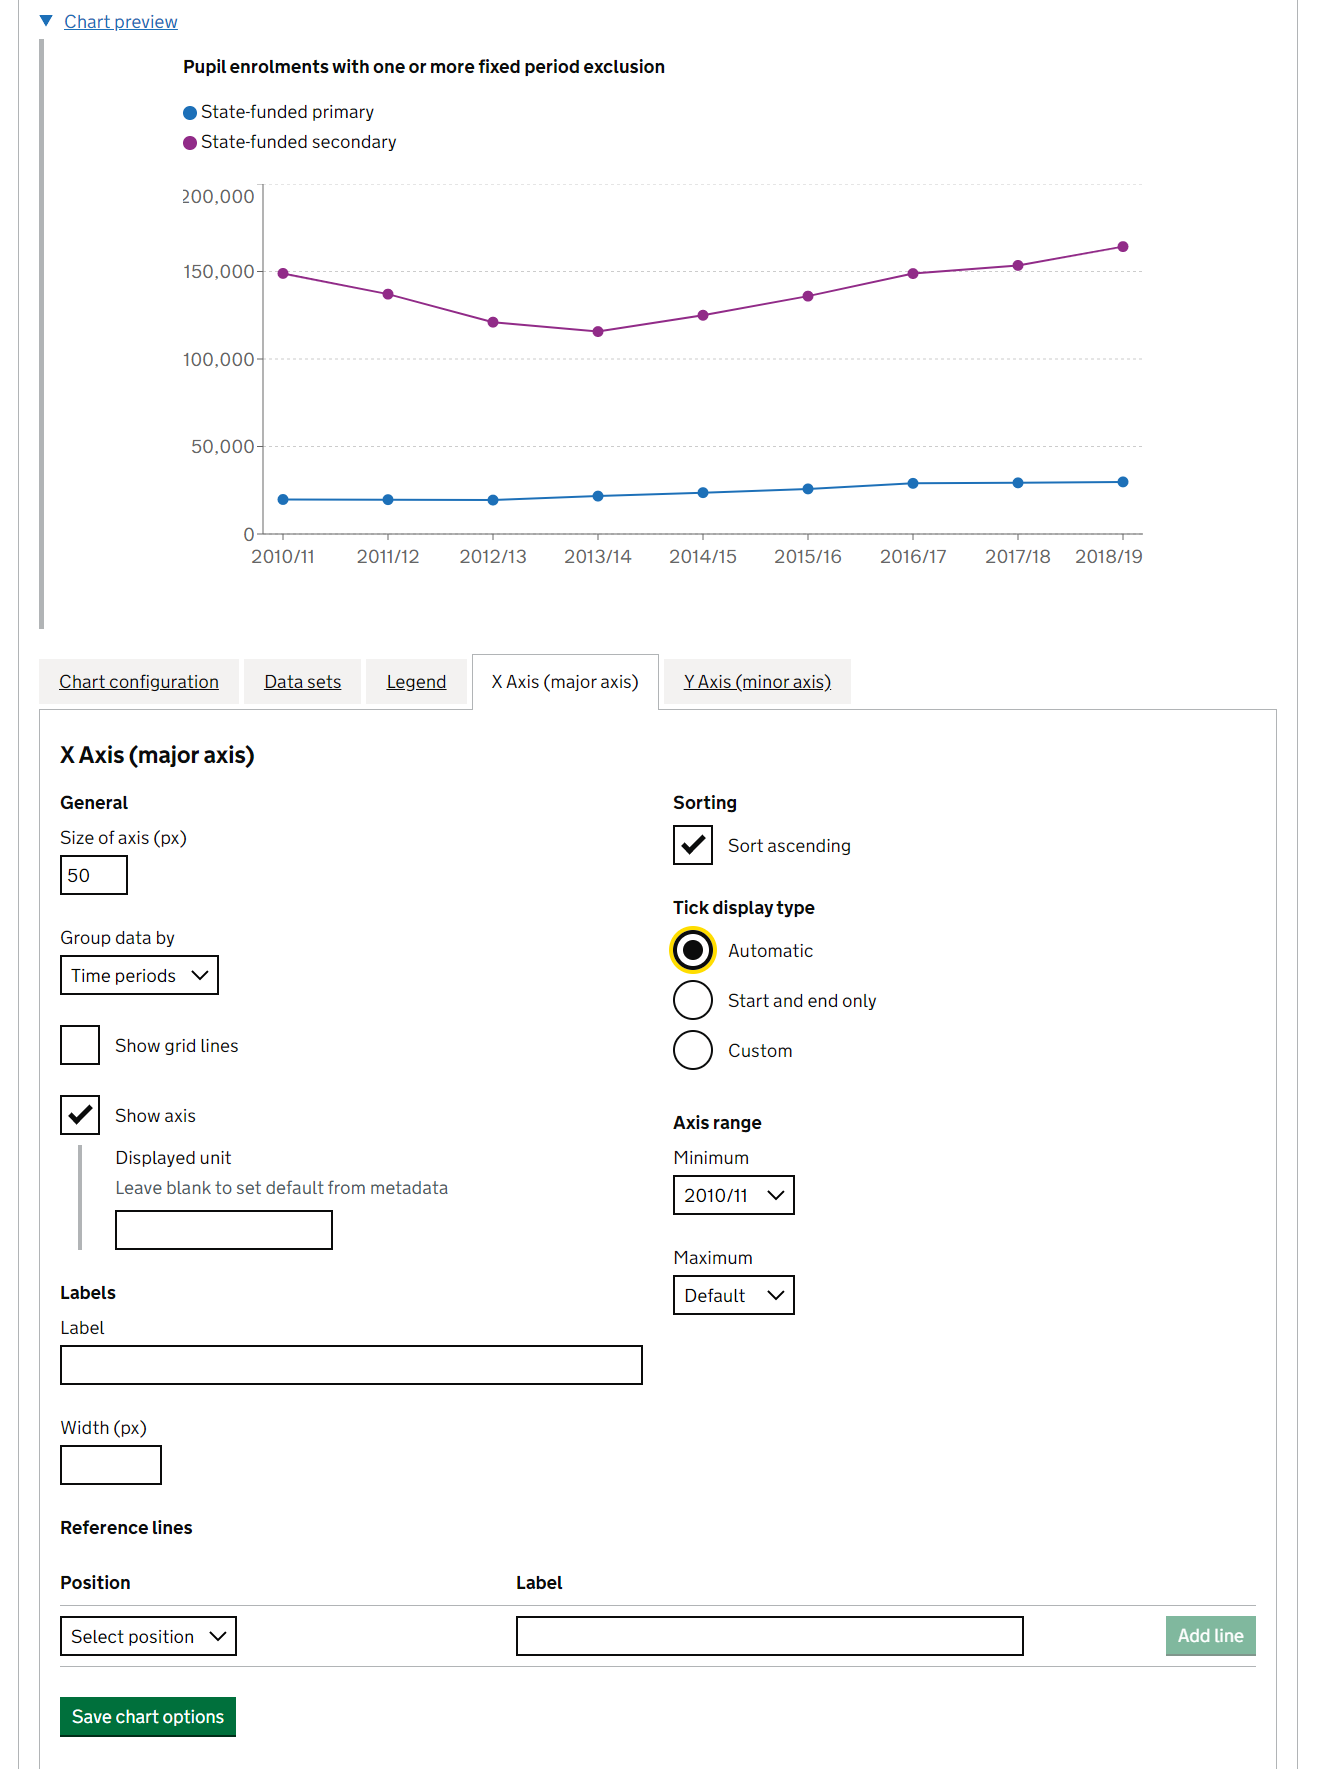 Chart preview
Pupil enrolments with one or more fixed period exclusion
State-funded primary
State-funded secondary
200,000
150,000
100,000
50,000
0
2010/11 2011/12 2012/13 2013/14 2014/15 2015/16 2016/17 2017/18 2018/19
Chart configuration Data sets Legend X Axis (major axis) Y Axis (minor axis)
X Axis (major axis)
General
Size of axis (px)
50
Group data by
Time periods
Show grid lines
Show axis
Displayed unit
Leave blank to set default from metadata
Labels
Label
Width (px)
Sorting
Sort ascending
Tick display type
Automatic
Start and end only
Custom
Axis range
Minimum
2010/11
Maximum
Default
Reference lines
Position Label
Select position Add line
Save chart options